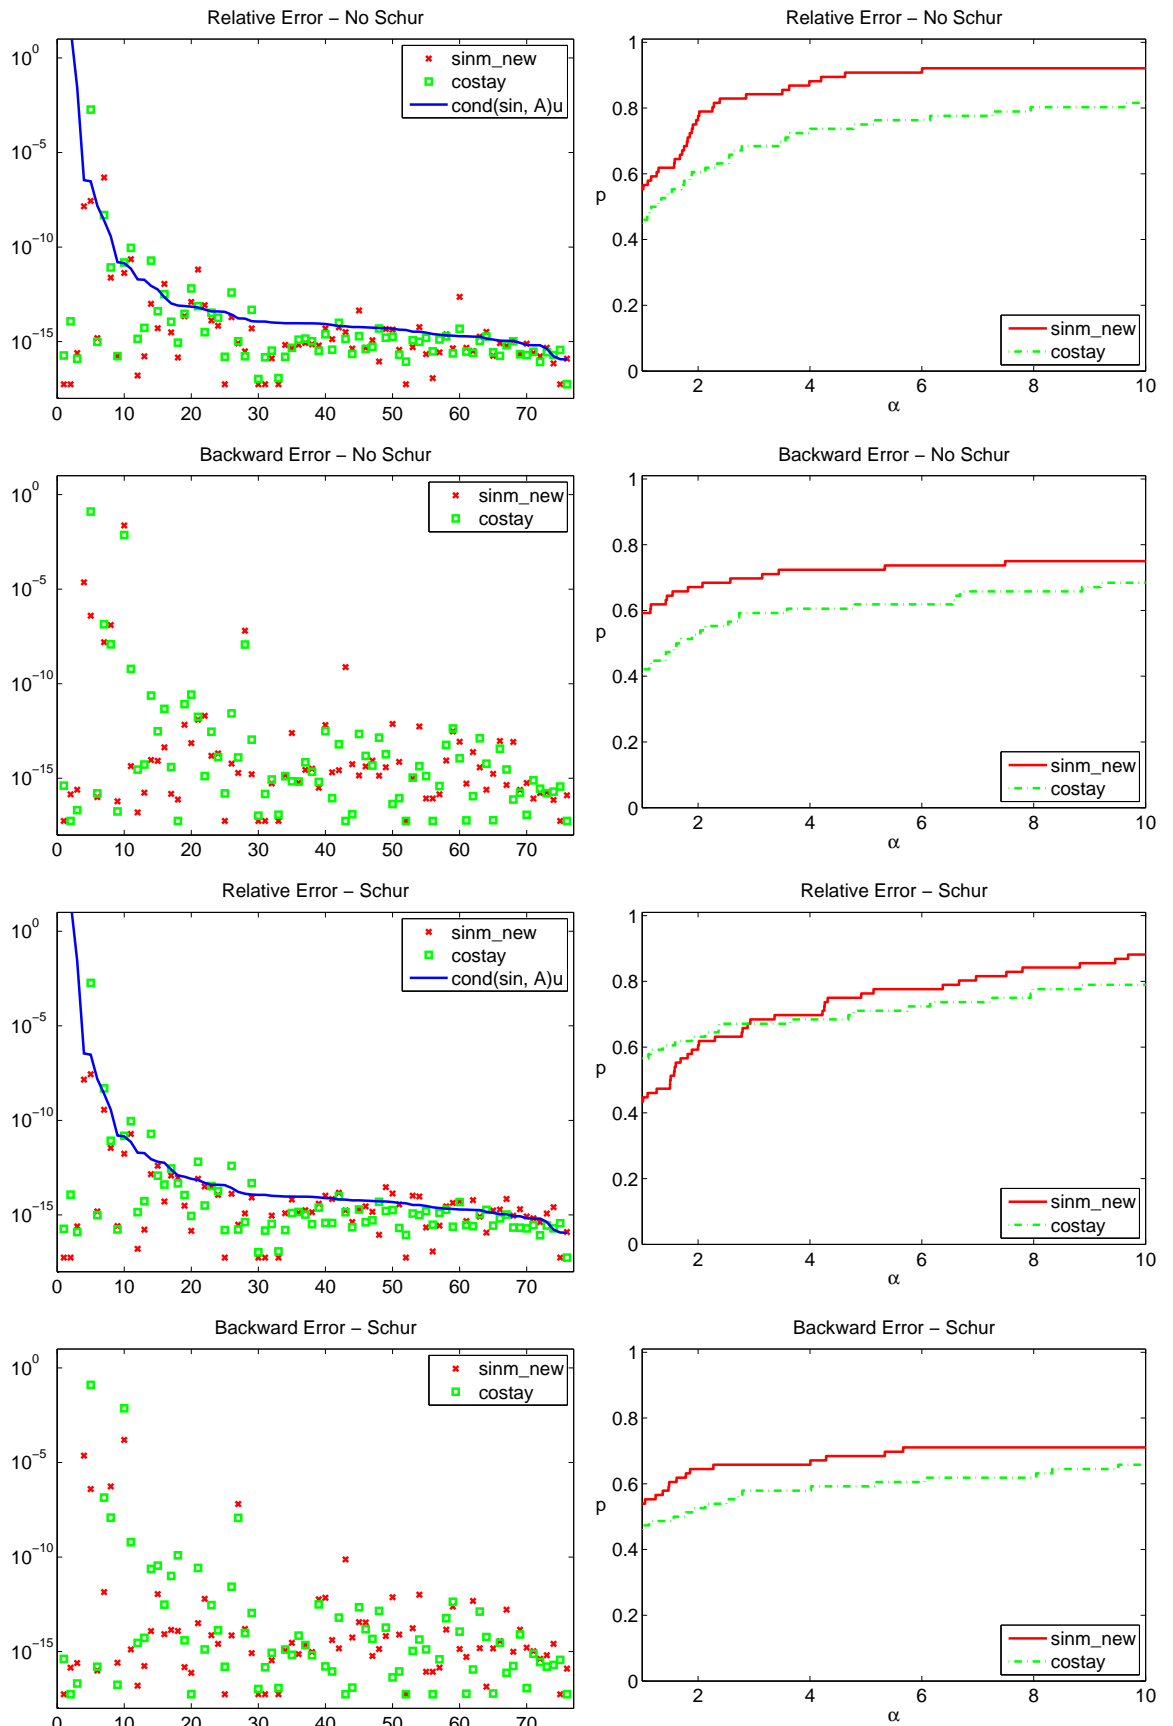 Relative Error – No Schur
10^0
10^−5
10^−10
10^−15
0 10 20 30 40 50 60 70
sinm_new
costay
cond(sin, A)u
Relative Error – No Schur
1
0.8
0.6
p
0.4
0.2
0
2 4 6 8 10
α
sinm_new
costay
Backward Error – No Schur
10^0
10^−5
10^−10
10^−15
0 10 20 30 40 50 60 70
sinm_new
costay
Backward Error – No Schur
1
0.8
0.6
p
0.4
0.2
0
2 4 6 8 10
α
sinm_new
costay
Relative Error – Schur
10^0
10^−5
10^−10
10^−15
0 10 20 30 40 50 60 70
sinm_new
costay
cond(sin, A)u
Relative Error – Schur
1
0.8
0.6
p
0.4
0.2
0
2 4 6 8 10
α
sinm_new
costay
Backward Error – Schur
10^0
10^−5
10^−10
10^−15
0 10 20 30 40 50 60 70
sinm_new
costay
Backward Error – Schur
1
0.8
0.6
p
0.4
0.2
0
2 4 6 8 10
α
sinm_new
costay